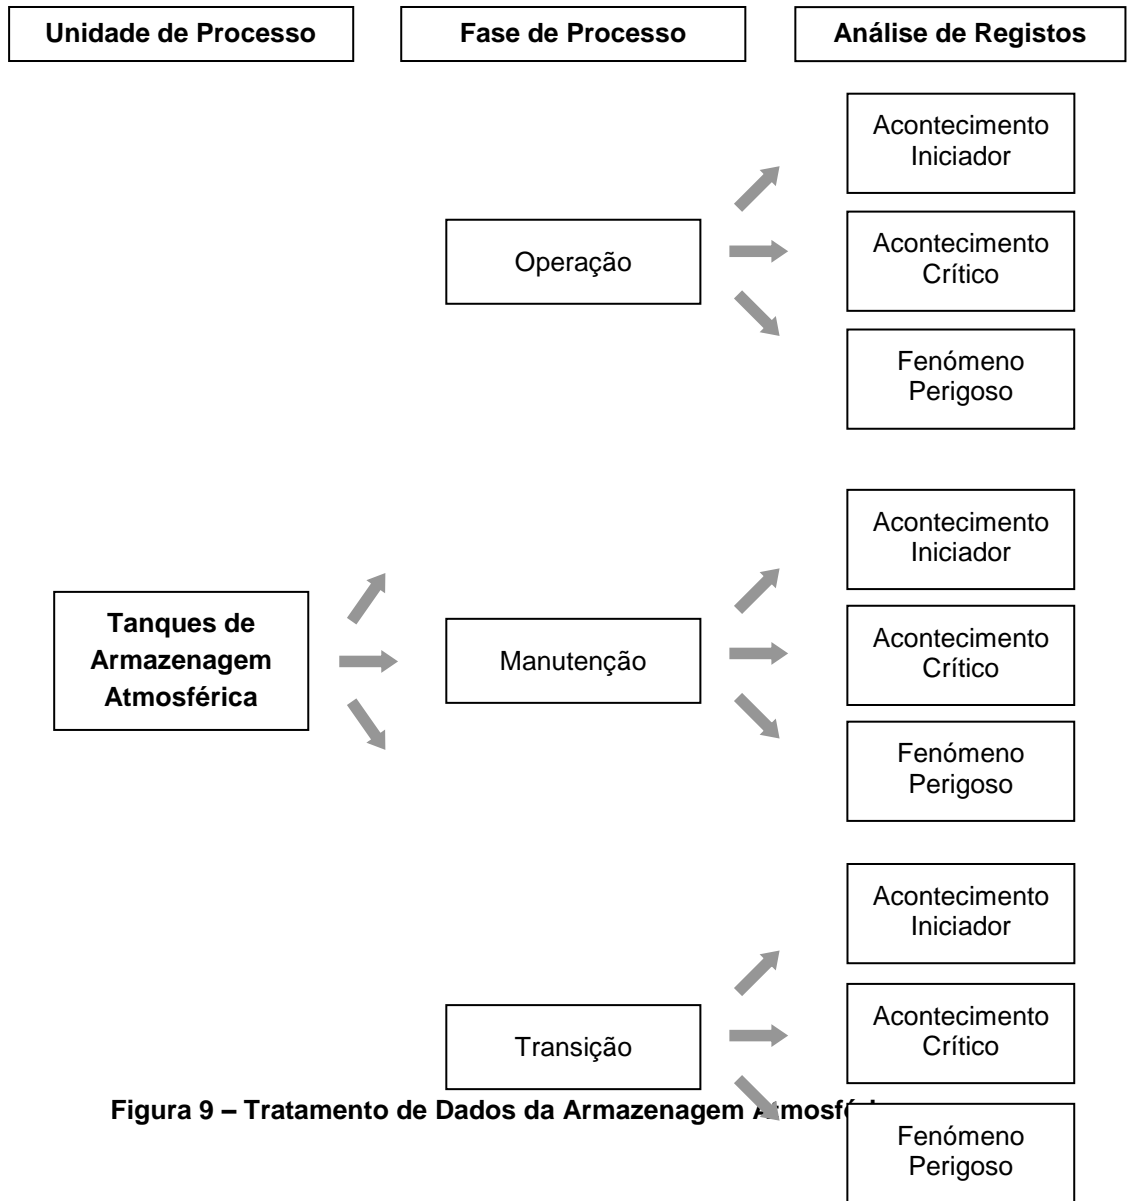 Unidade de Processo
Fase de Processo
Análise de Registos
Acontecimento
Iniciador
Operação
Acontecimento
Crítico
Fenómeno
Perigoso
Acontecimento
Iniciador
Tanques de
Armazenagem
Atmosférica
Manutenção
Acontecimento
Crítico
Fenómeno
Perigoso
Acontecimento
Iniciador
Transição
Acontecimento
Crítico
Figura 9 – Tratamento de Dados da Armazenagem
Fenómeno
Perigoso